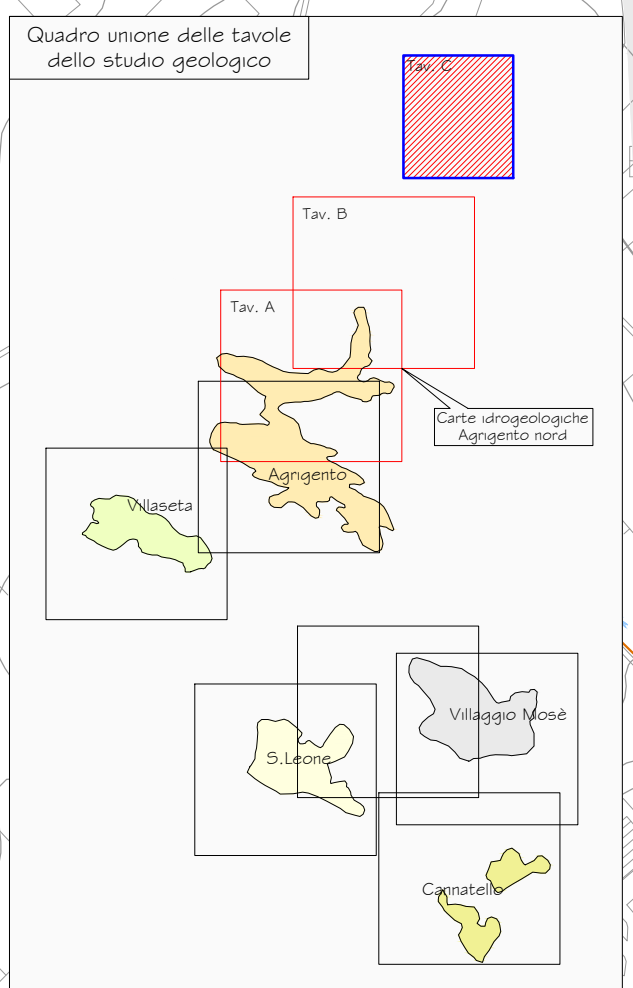 Quadro unione delle tavole
dello studio geologico
Tav. C
Tav. B
Tav. A
Carte idrogeologiche
Agrigento nord
Agrigento
Villaseta
Villaggio Mosè
S.Leone
Cannatello